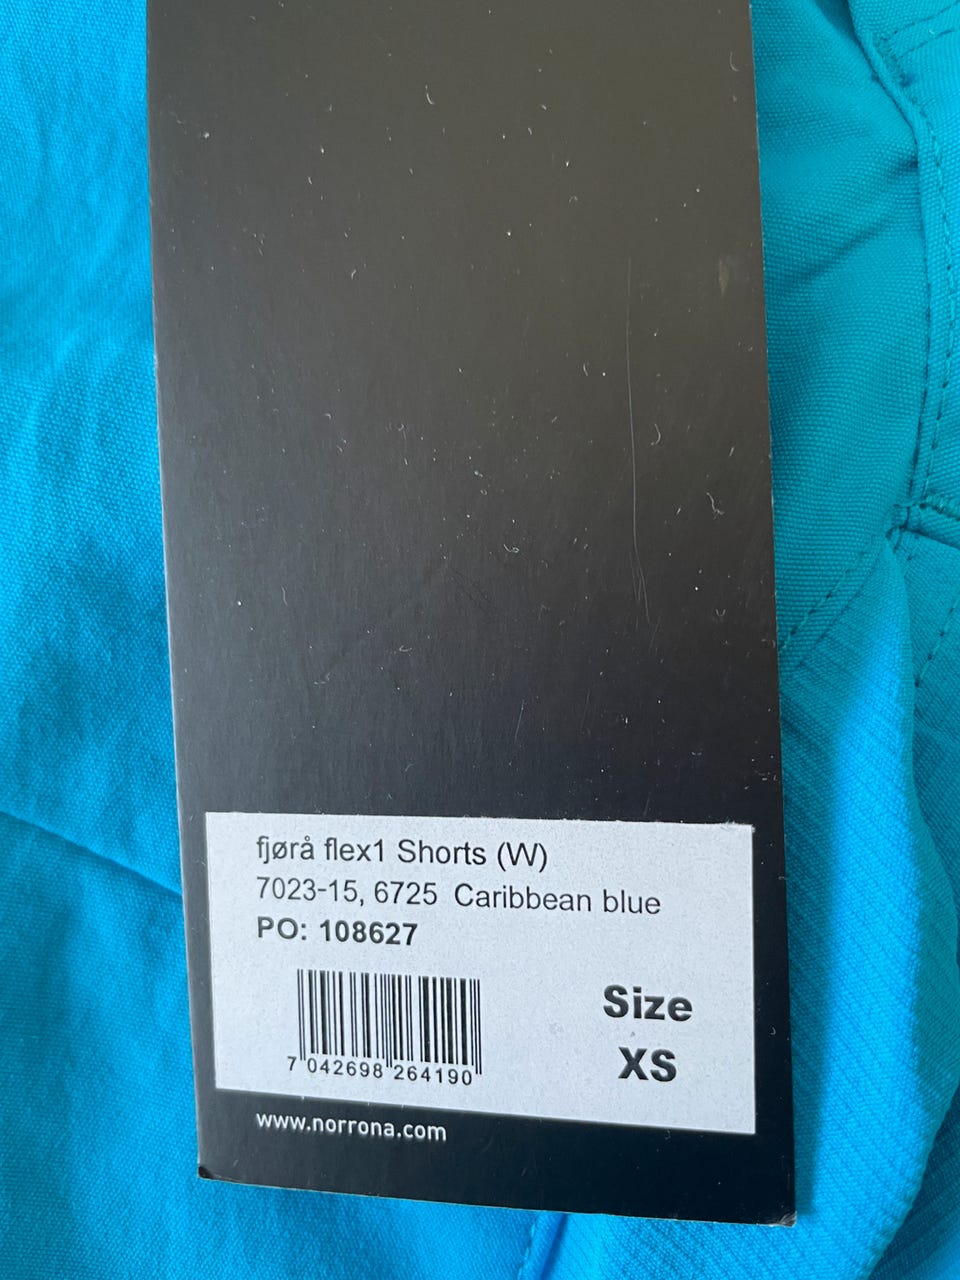 fjørå flex1 Shorts (W)
7023-15, 6725 Caribbean blue
PO: 108627
Size
XS
7 042698 264190
www.norrona.com